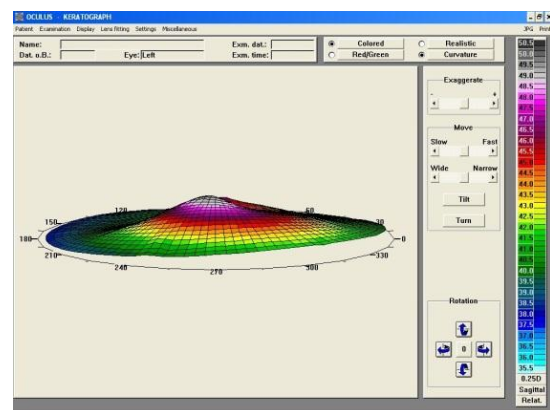 OCULUS - KERATOGRAPH
Patient Examination Display Lens fitting Settings Miscellaneous JPG Print
Name: Exm. dat.: Colored Realistic
Dat. o.B.: Eye: Left Exm. time: Red/Green Curvature
50.5
50.0
49.5
49.0
48.5
48.0
47.5
47.0
46.5
46.0
45.5
45.0
44.5
44.0
43.5
43.0
42.5
42.0
41.5
41.0
40.5
40.0
39.5
39.0
38.5
38.0
37.5
37.0
36.5
36.0
35.5
0.25D
Sagittal
Relat.
Exaggerate
- +
Move
Slow Fast
Wide Narrow
Tilt
Turn
120 60
150 30
180 0
210 330
240 300
270
Rotation
0